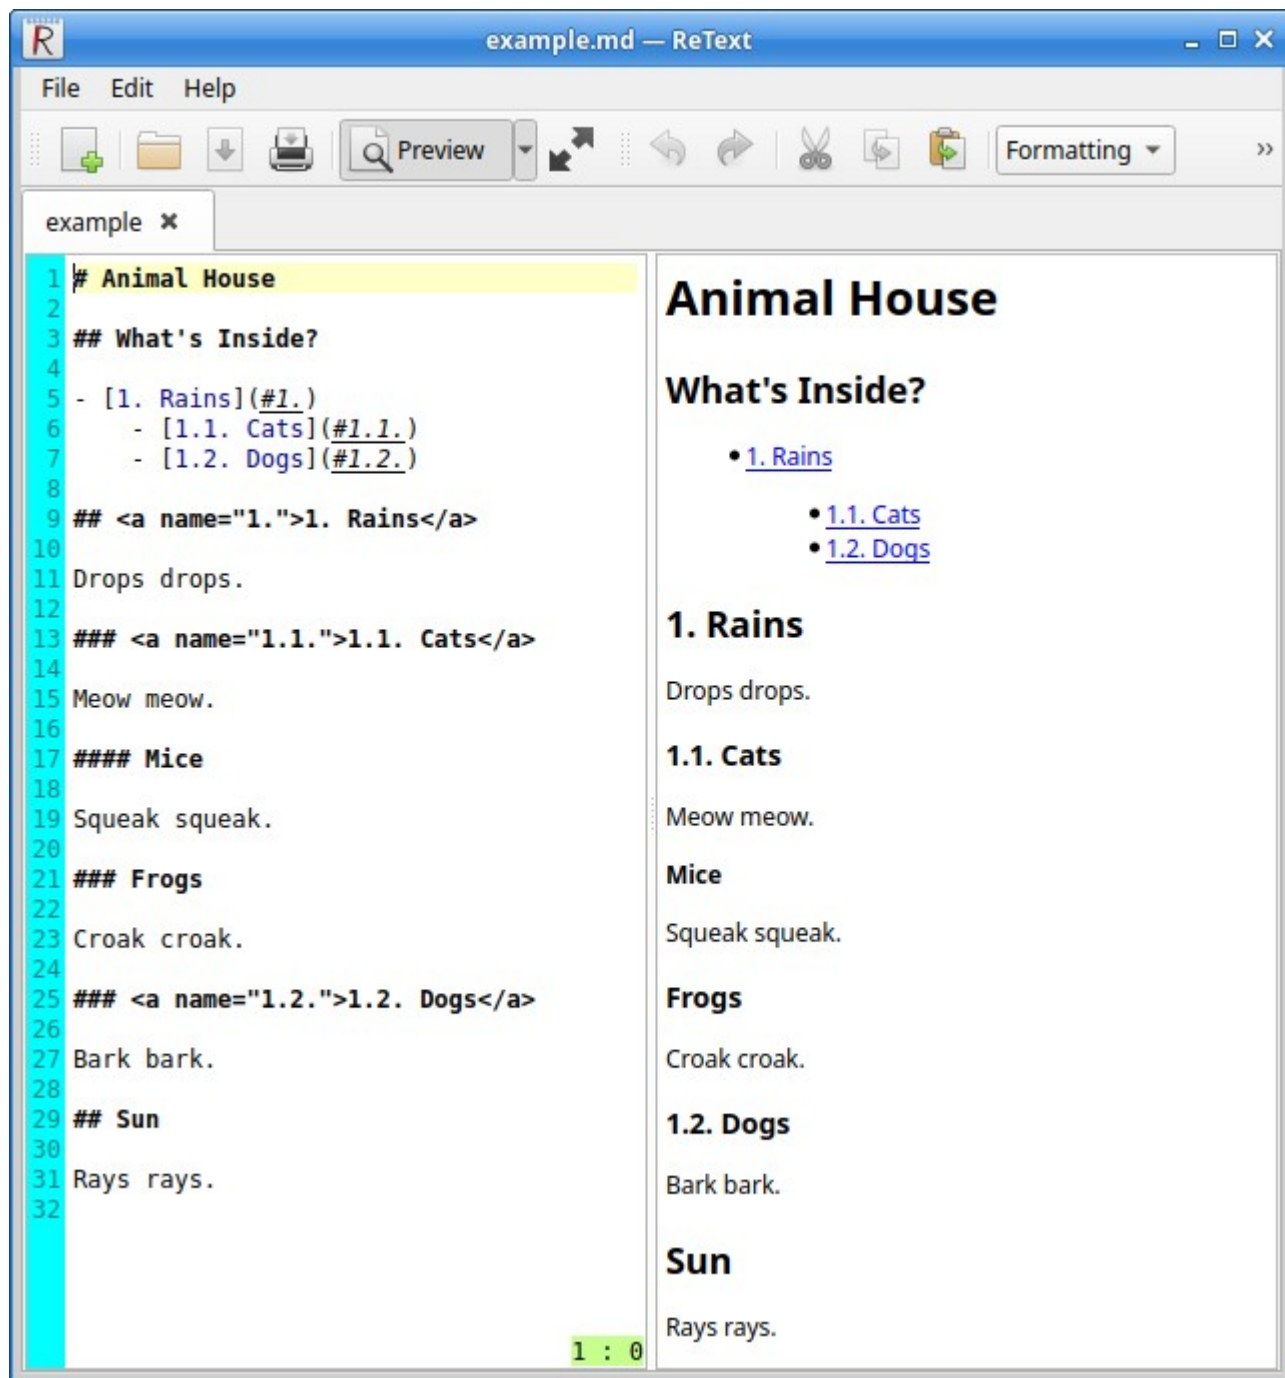 example.md — ReText
File Edit Help
Preview Formatting »
example
1 # Animal House
2
3 ## What's Inside?
4
5 - [1. Rains](#1.)
6     - [1.1. Cats](#1.1.)
7     - [1.2. Dogs](#1.2.)
8
9 ## <a name="1.">1. Rains</a>
10
11 Drops drops.
12
13 ### <a name="1.1.">1.1. Cats</a>
14
15 Meow meow.
16
17 #### Mice
18
19 Squeak squeak.
20
21 ### Frogs
22
23 Croak croak.
24
25 ### <a name="1.2.">1.2. Dogs</a>
26
27 Bark bark.
28
29 ## Sun
30
31 Rays rays.
32
1 : 0
Animal House
What's Inside?
• 1. Rains
• 1.1. Cats
• 1.2. Dogs
1. Rains
Drops drops.
1.1. Cats
Meow meow.
Mice
Squeak squeak.
Frogs
Croak croak.
1.2. Dogs
Bark bark.
Sun
Rays rays.